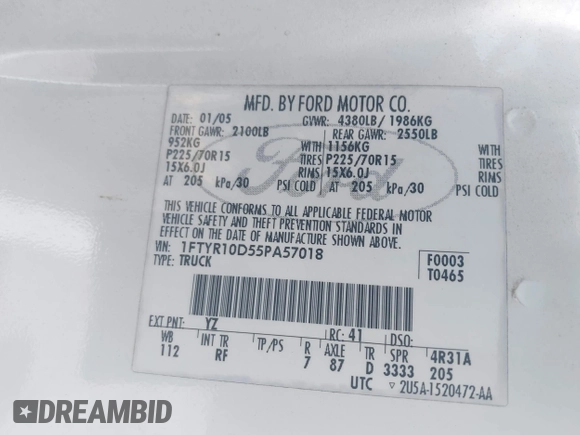 MFD. BY FORD MOTOR CO.
DATE: 01/05 GVWR: 4380LB/ 1986KG
FRONT GAWR: 2100LB REAR GAWR: 2550LB
952KG WITH 1156KG WITH
P225/70R15 TIRES P225/70R15 TIRES
15X6.0J RIMS 15X6.0J RIMS
AT 205 kPa/30 PSI COLD AT 205 kPa/30 PSI COLD
Ford
THIS VEHICLE CONFORMS TO ALL APPLICABLE FEDERAL MOTOR
VEHICLE SAFETY AND THEFT PREVENTION STANDARDS IN
EFFECT ON THE DATE OF MANUFACTURE SHOWN ABOVE.
VIN: 1FTYR10D55PA57018 F0003
TYPE: TRUCK T0465
EXT PNT: YZ RC: 41 DSO:
WB INT TR TP/PS R AXLE TR SPR 4R31A
112 RF 7 87 D 3333 205
UTC ▽ 2U5A-1520472-AA
DREAMBID